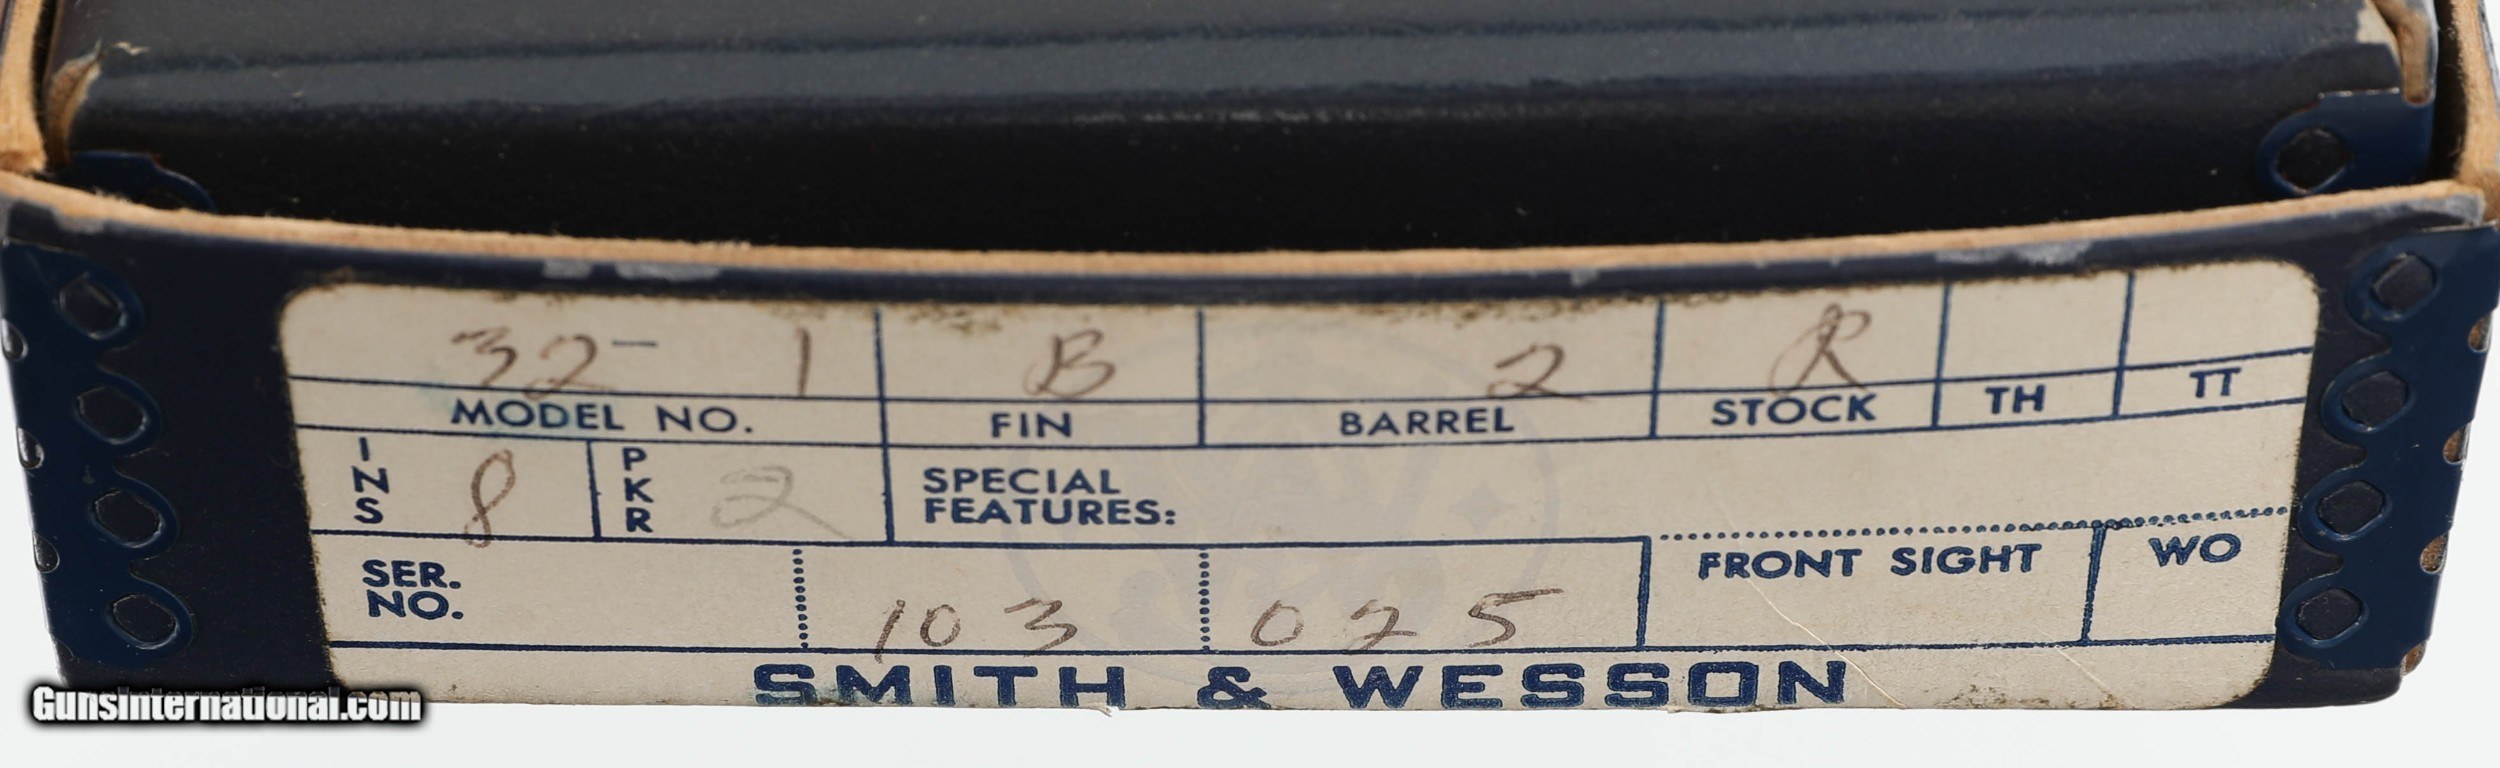 32- 1 B 2 R
MODEL NO. FIN BARREL STOCK TH TT
INS 8 PKR 2 SPECIAL
FEATURES:
SER.
NO. 103 025 FRONT SIGHT WO
SMITH & WESSON
GunsInternational.com